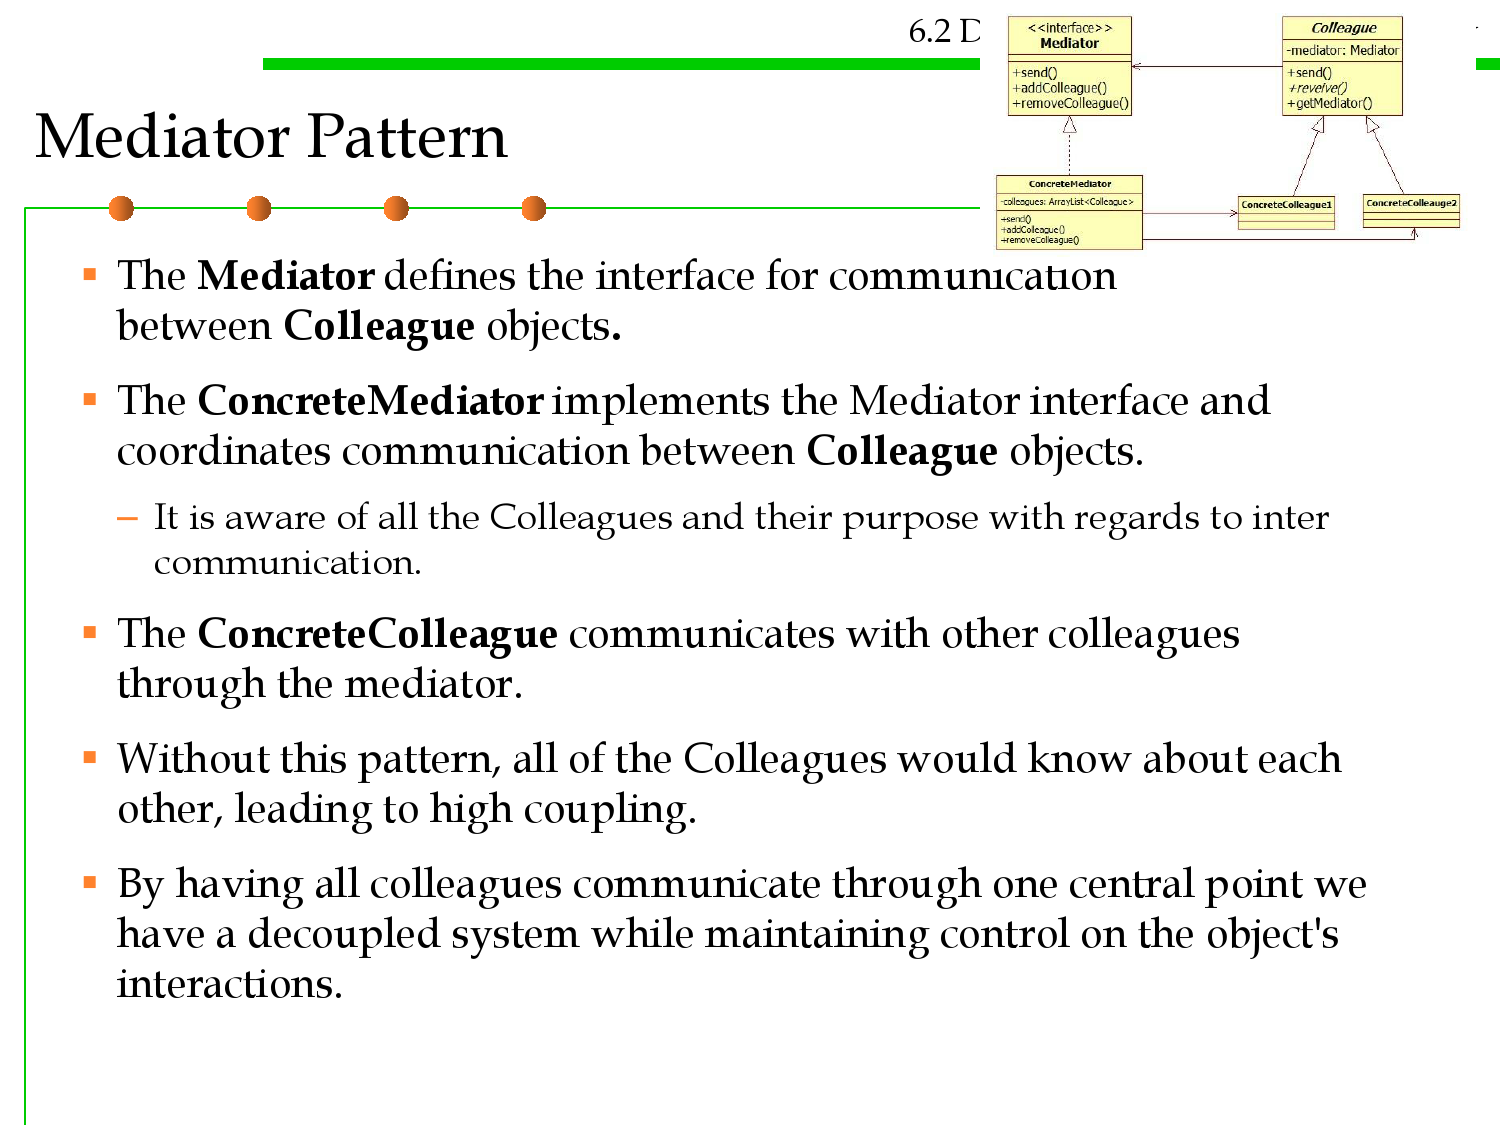 6.2 D
<<interface>>
Mediator
+send()
+addColleague()
+removeColleague()
Colleague
-mediator: Mediator
+send()
+reveive()
+getMediator()
ConcreteMediator
-colleagues: ArrayList<Colleague>
+send()
+addColleague()
+removeColleague()
ConcreteColleague1
ConcreteColleauge2
Mediator Pattern
▪ The Mediator defines the interface for communication
between Colleague objects.
▪ The ConcreteMediator implements the Mediator interface and
coordinates communication between Colleague objects.
– It is aware of all the Colleagues and their purpose with regards to inter
communication.
▪ The ConcreteColleague communicates with other colleagues
through the mediator.
▪ Without this pattern, all of the Colleagues would know about each
other, leading to high coupling.
▪ By having all colleagues communicate through one central point we
have a decoupled system while maintaining control on the object's
interactions.